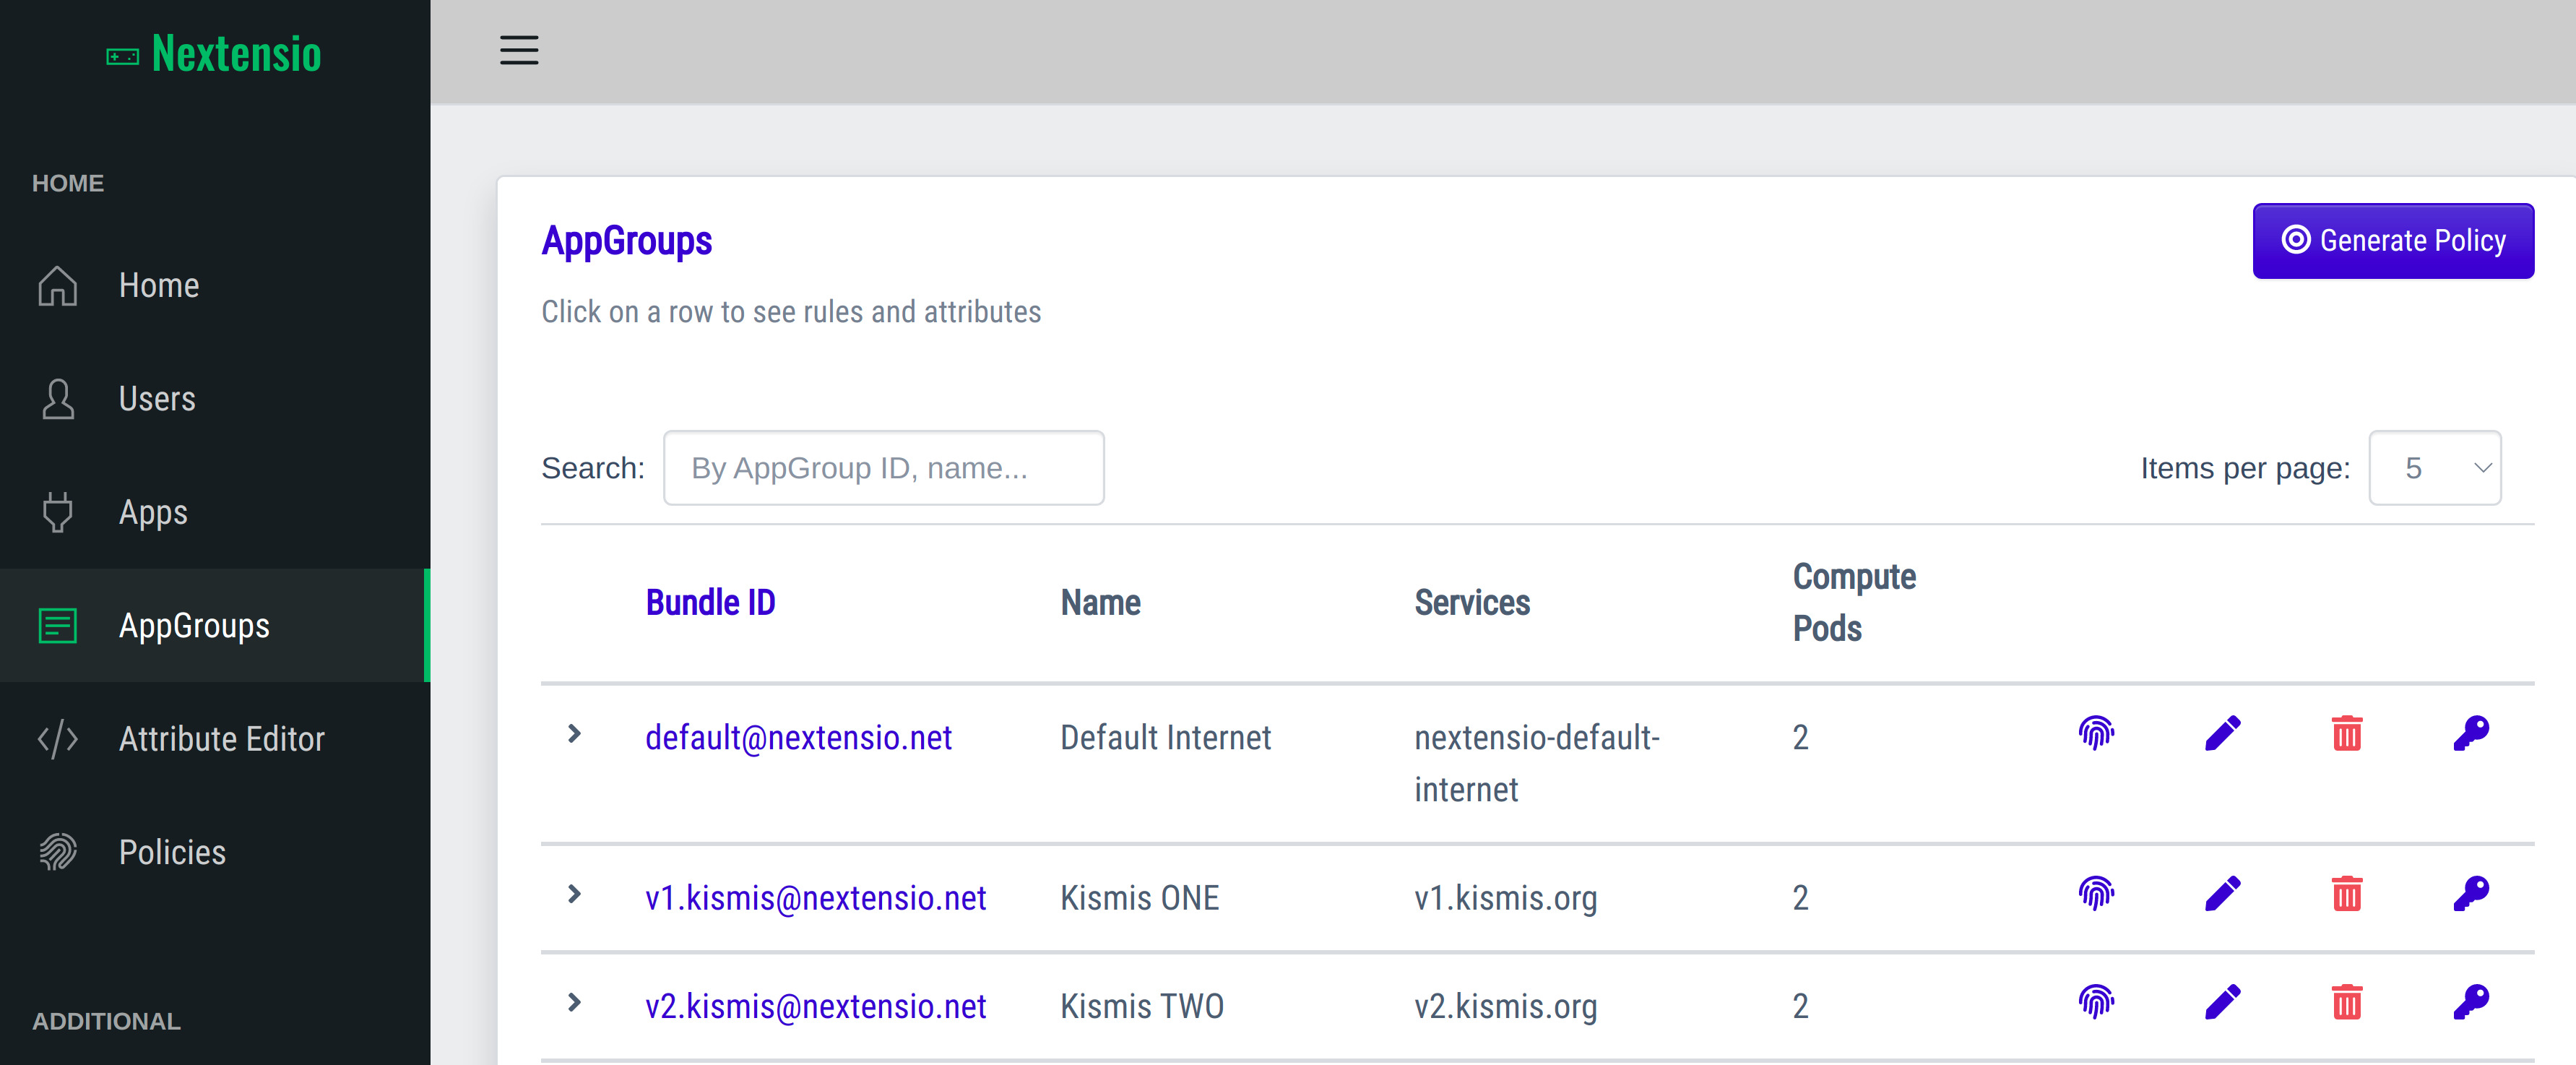 Nextensio
HOME
Home
Users
Apps
AppGroups
Attribute Editor
Policies
ADDITIONAL
AppGroups
Generate Policy
Click on a row to see rules and attributes
Search: By AppGroup ID, name...
Items per page: 5
Bundle ID Name Services Compute Pods
default@nextensio.net Default Internet nextensio-default-internet 2
v1.kismis@nextensio.net Kismis ONE v1.kismis.org 2
v2.kismis@nextensio.net Kismis TWO v2.kismis.org 2